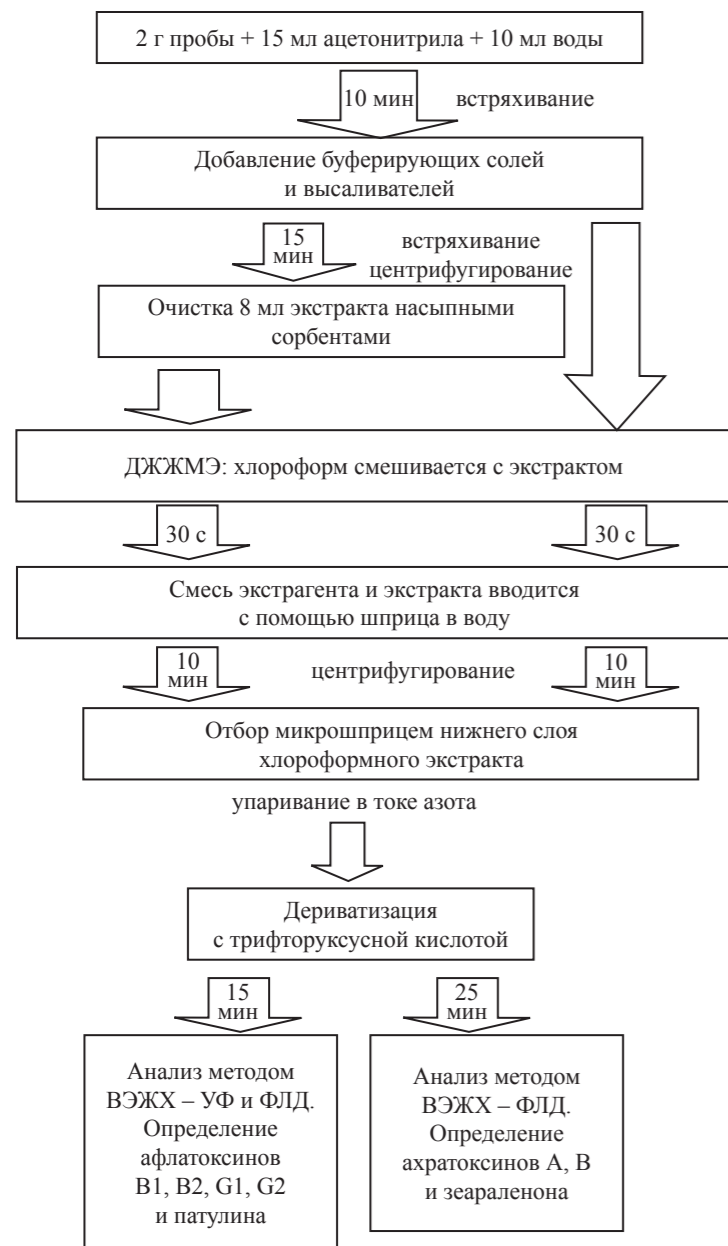 2 г пробы + 15 мл ацетонитрила + 10 мл воды
10 мин встряхивание
Добавление буферирующих солей
и высаливателей
15
мин
встряхивание
центрифугирование
Очистка 8 мл экстракта насыпными
сорбентами
ДЖЖМЭ: хлороформ смешивается с экстрактом
30 с 30 с
Смесь экстрагента и экстракта вводится
с помощью шприца в воду
10
мин
центрифугирование
10
мин
Отбор микрошприцем нижнего слоя
хлороформного экстракта
упаривание в токе азота
Дериватизация
с трифторуксусной кислотой
15
мин
25
мин
Анализ методом
ВЭЖХ – УФ и ФЛД.
Определение
афлатоксинов
B1, B2, G1, G2
и патулина
Анализ методом
ВЭЖХ – ФЛД.
Определение
ахратоксинов А, В
и зеараленона